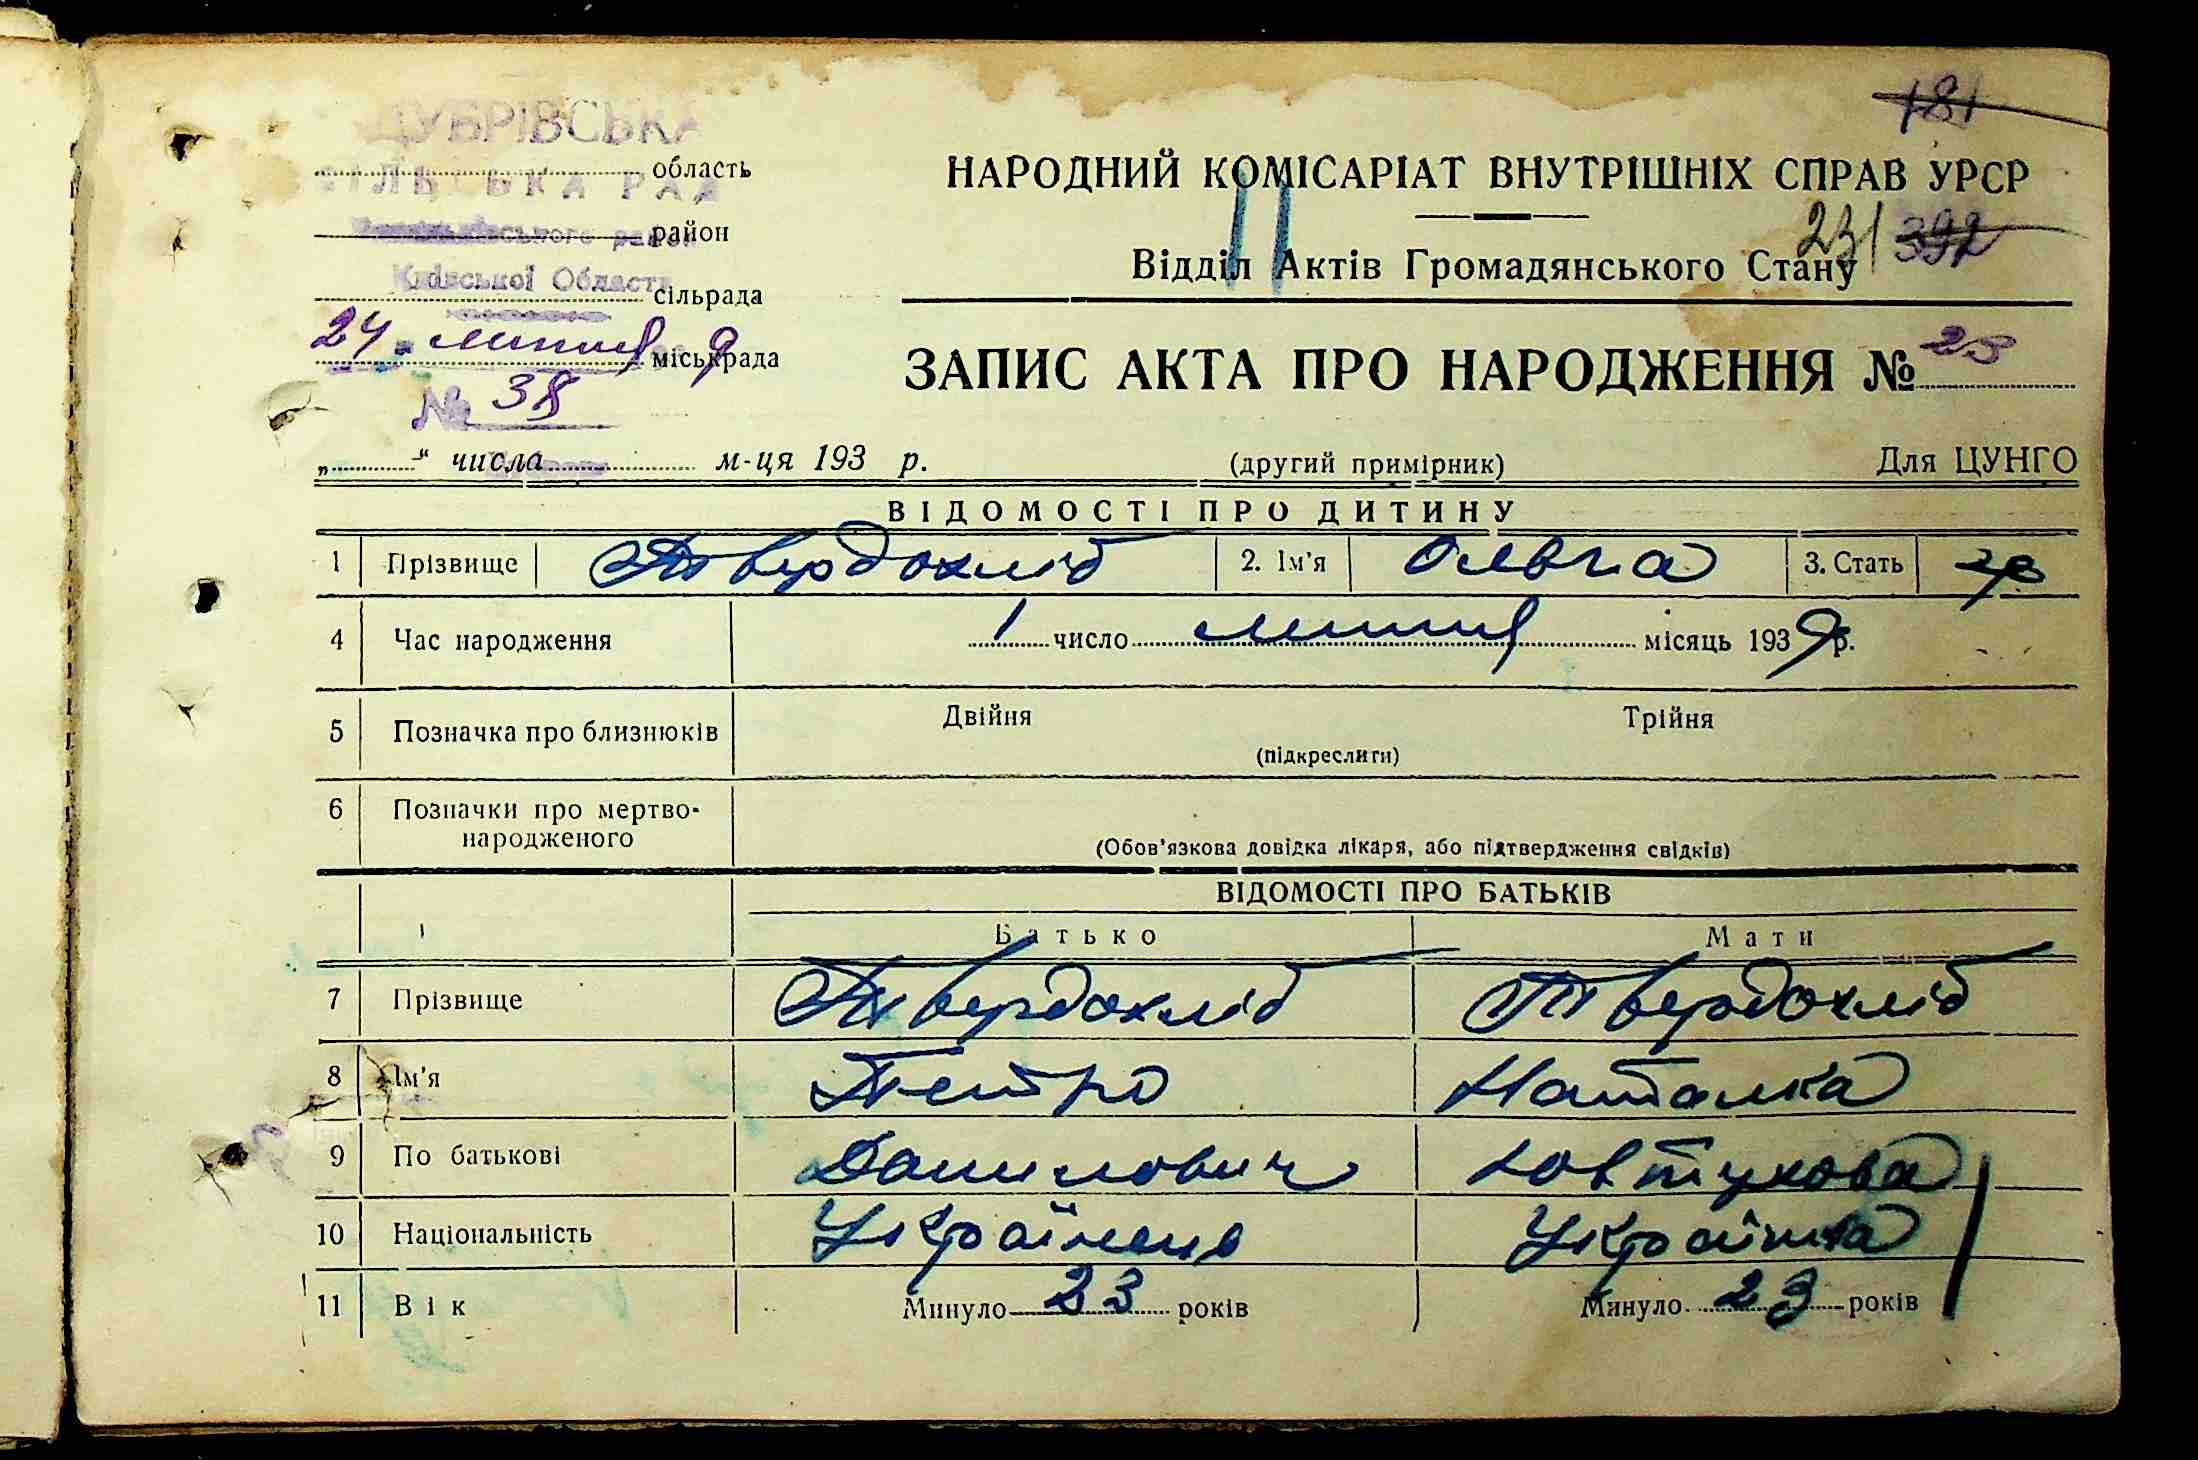 181
ДУБРІВСЬКА
область
СІЛЬСЬКА РАДА
район
Київської Області
сільрада
24 липня 9
міськрада
№ 38
„ “ числа м-ця 193 р.
НАРОДНИЙ КОМІСАРІАТ ВНУТРІШНІХ СПРАВ УРСР
231 392
Відділ Актів Громадянського Стану
ЗАПИС АКТА ПРО НАРОДЖЕННЯ № 23
(другий примірник) Для ЦУНГО
ВІДОМОСТІ ПРО ДИТИНУ
1 Прізвище Твердохліб 2. Ім'я Ольга 3. Стать
4 Час народження 1 число липня місяць 1939 р.
5 Позначка про близнюків Двійня Трійня
(підкреслити)
6 Позначки про мертво-
народженого
(Обов'язкова довідка лікаря, або підтвердження свідків)
ВІДОМОСТІ ПРО БАТЬКІВ
Батько Мати
7 Прізвище Твердохліб Твердохліб
8 Ім'я Петро Наталка
9 По батькові Данилович Ювтухова
10 Національність Українець Українка
11 Вік Минуло 23 років Минуло 23 років